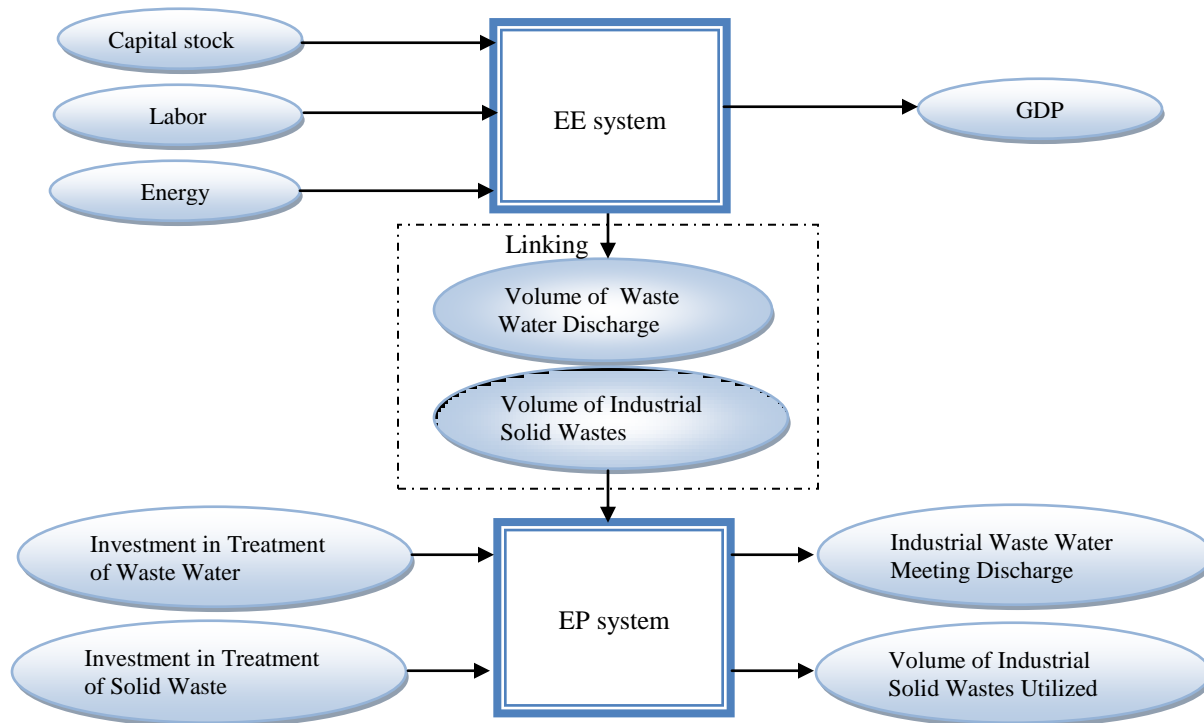 Capital stock
Labor
Energy
EE system
GDP
Linking
Volume of Waste
Water Discharge
Volume of Industrial
Solid Wastes
Investment in Treatment
of Waste Water
Investment in Treatment
of Solid Waste
EP system
Industrial Waste Water
Meeting Discharge
Volume of Industrial
Solid Wastes Utilized